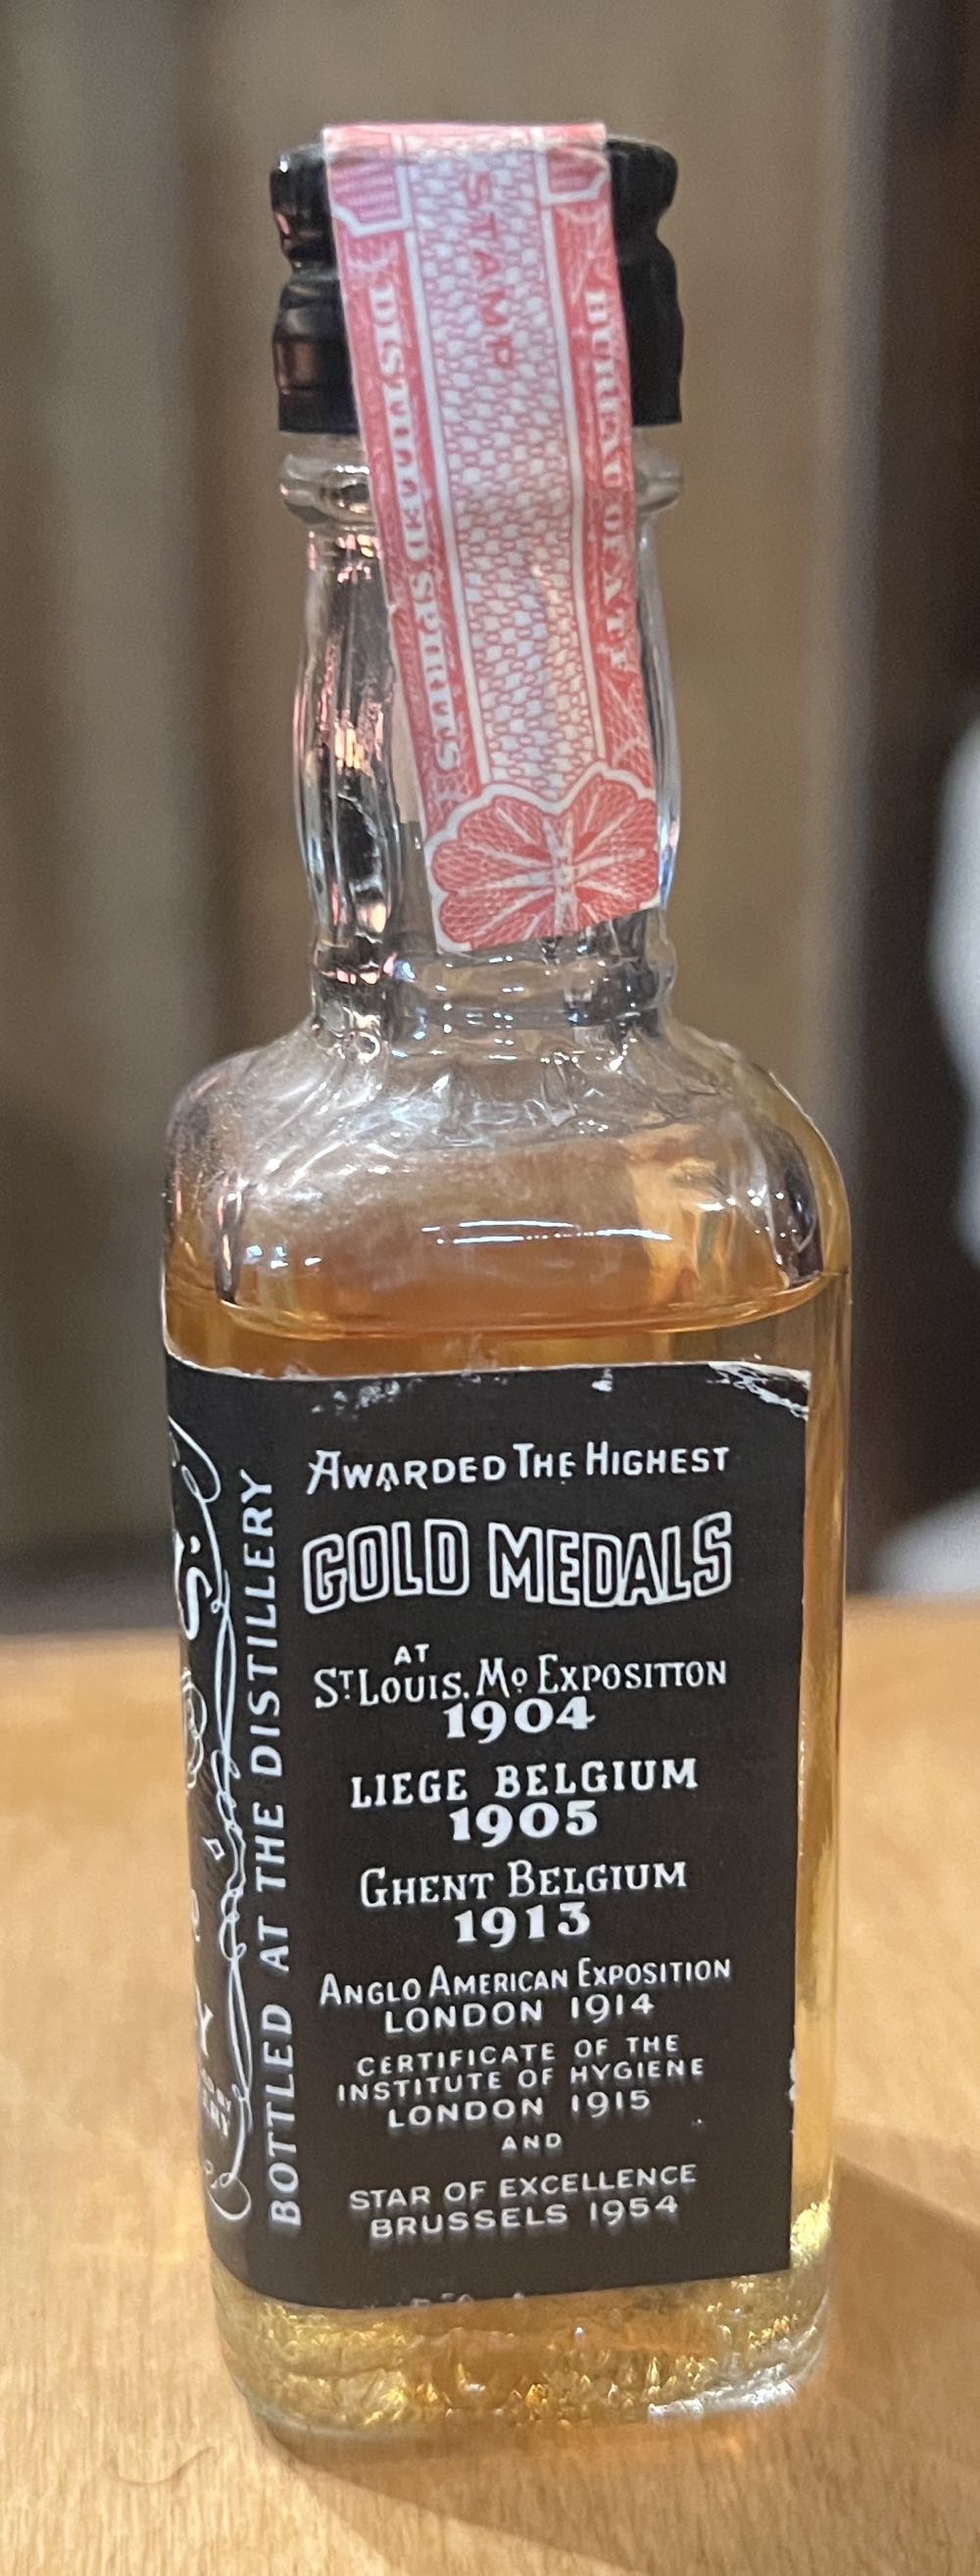 STAMP
DISTILLED SPIRITS
BUREAU OF ATF
BOTTLED AT THE DISTILLERY
AWARDED THE HIGHEST
GOLD MEDALS
AT
ST LOUIS, MO EXPOSITION
1904
LIEGE BELGIUM
1905
GHENT BELGIUM
1913
ANGLO AMERICAN EXPOSITION
LONDON 1914
CERTIFICATE OF THE
INSTITUTE OF HYGIENE
LONDON 1915
AND
STAR OF EXCELLENCE
BRUSSELS 1954